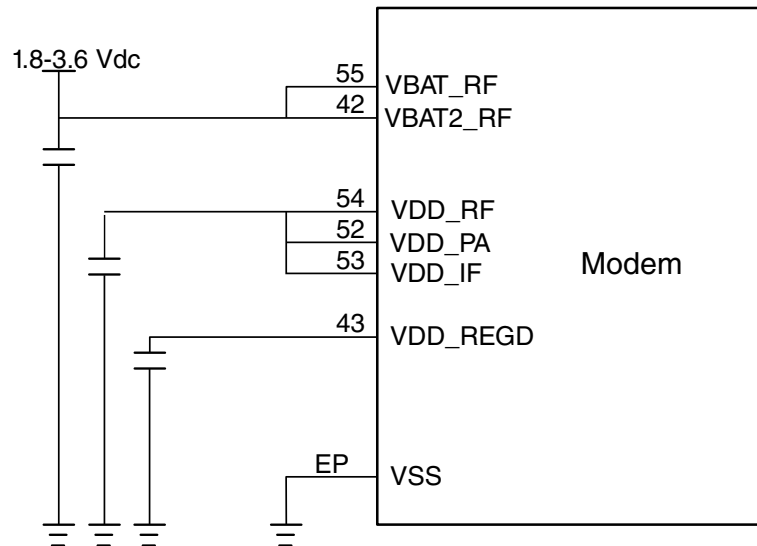 1.8-3.6 Vdc
55 VBAT_RF
42 VBAT2_RF
54 VDD_RF
52 VDD_PA
53 VDD_IF
Modem
43 VDD_REGD
EP VSS